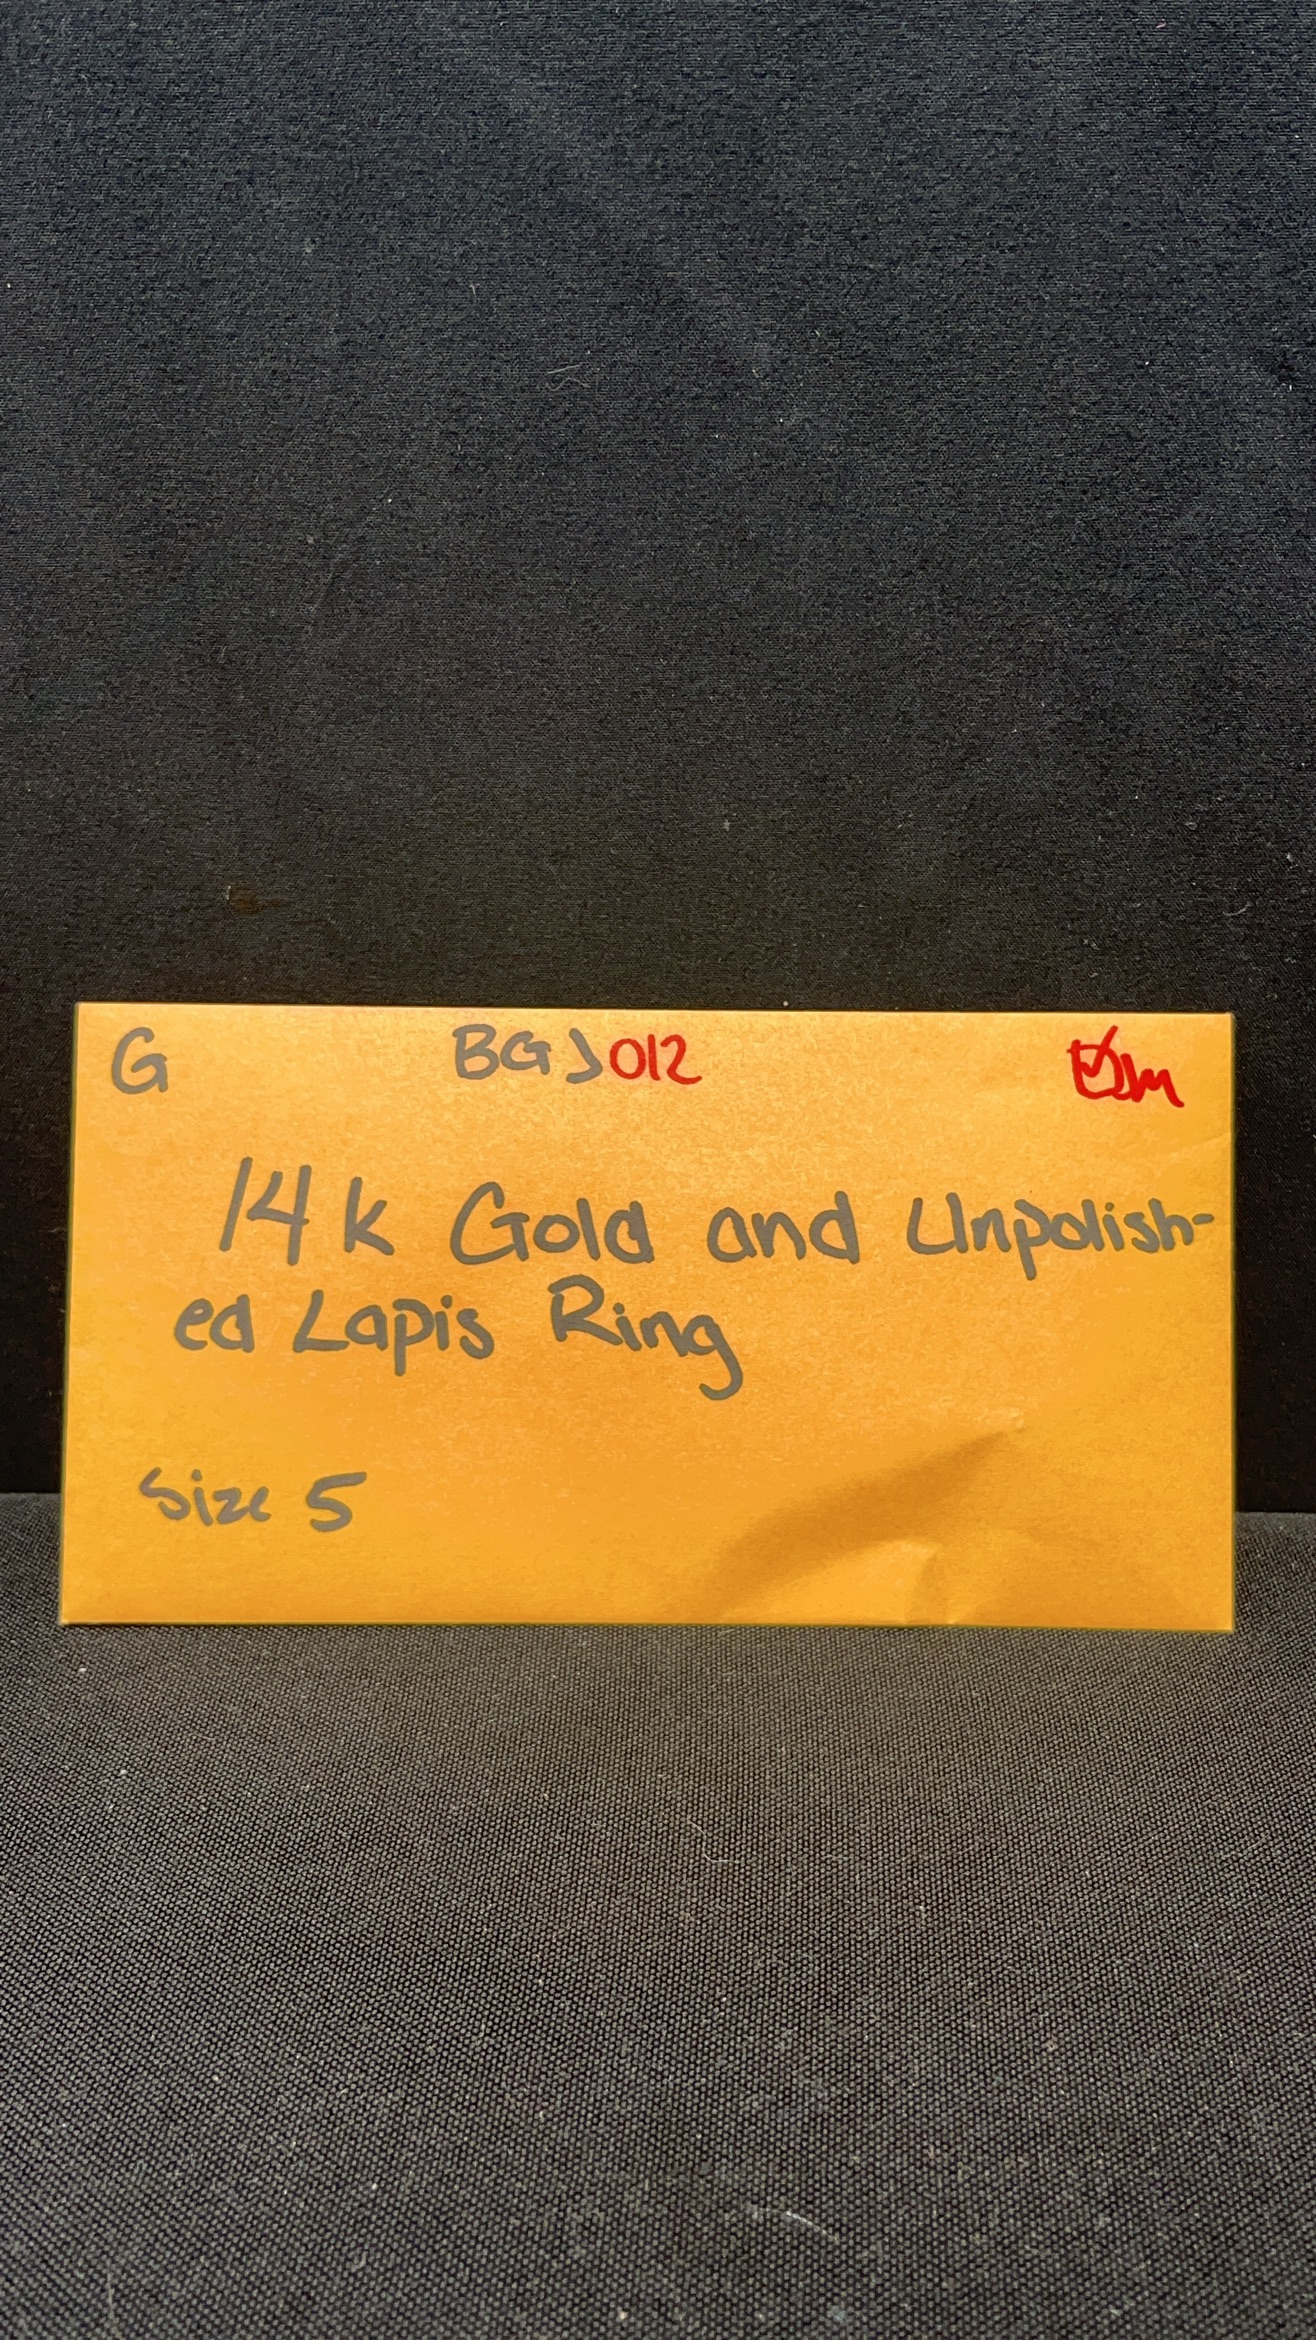 G BGJ012
14k Gold and Unpolish-
ed Lapis Ring
Size 5